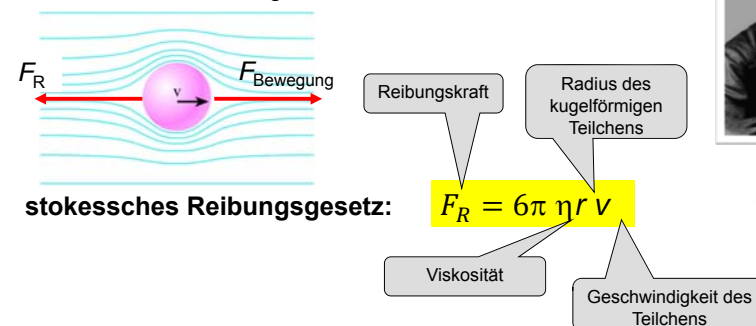 F_R
v
F_Bewegung
Reibungskraft
Radius des
kugelförmigen
Teilchens
stokessches Reibungsgesetz:
F_R = 6π η r v
Viskosität
Geschwindigkeit des
Teilchens